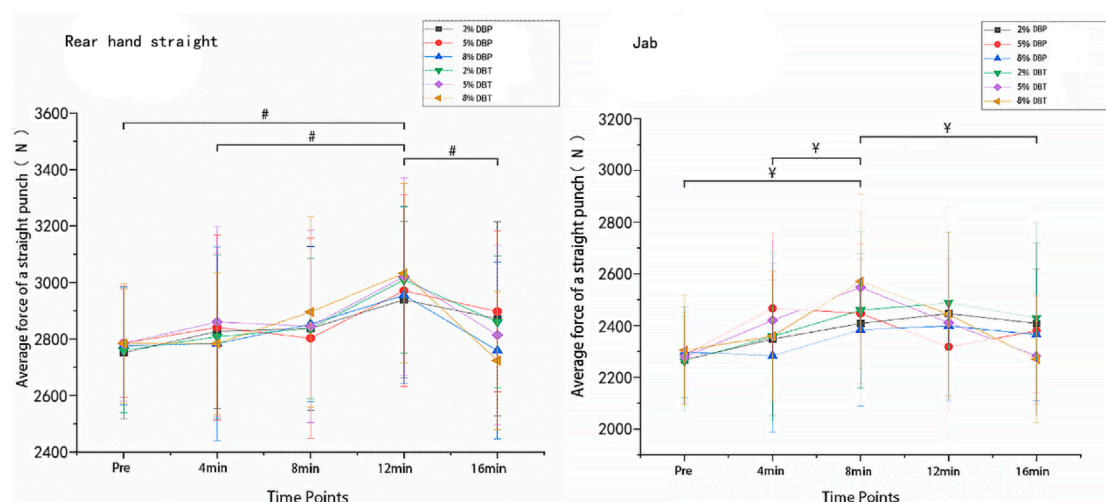 Rear hand straight
2% DBP
5% DBP
8% DBP
2% DBT
5% DBT
8% DBT
Average force of a straight punch( N )
3600
3400
3200
3000
2800
2600
2400
#
#
#
Pre
4min
8min
12min
16min
Time Points
Jab
2% DBP
5% DBP
8% DBP
2% DBT
5% DBT
8% DBT
Average force of a straight punch( N )
3200
3000
2800
2600
2400
2200
2000
¥
¥
¥
Pre
4min
8min
12min
16min
Time Points